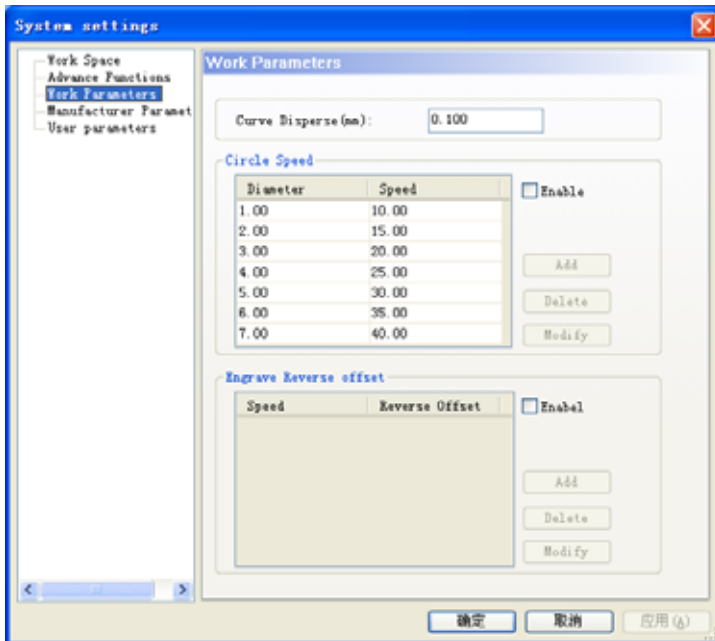 System settings
Work Space
Advance Functions
Work Parameters
Manufacturer Paramet
User parameters
Work Parameters
Curve Disperse(mm): 0.100
Circle Speed
Diameter Speed
1.00 10.00
2.00 15.00
3.00 20.00
4.00 25.00
5.00 30.00
6.00 35.00
7.00 40.00
Enable
Add
Delete
Modify
Engrave Reverse offset
Speed Reverse Offset
Enabel
Add
Delete
Modify
确定 取消 应用(A)